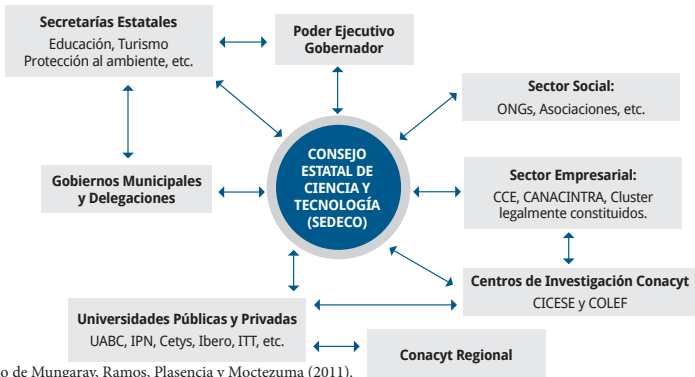 Secretarías Estatales
Educación, Turismo
Protección al ambiente, etc.
Poder Ejecutivo
Gobernador
Sector Social:
ONGs, Asociaciones, etc.
CONSEJO
ESTATAL DE
CIENCIA Y
TECNOLOGÍA
(SEDECO)
Gobiernos Municipales
y Delegaciones
Sector Empresarial:
CCE, CANACINTRA, Cluster
legalmente constituidos.
Centros de Investigación Conacyt
CICESE y COLEF
Universidades Públicas y Privadas
UABC, IPN, Cetys, Ibero, ITT, etc.
Conacyt Regional
o de Mungaray, Ramos, Plasencia y Moctezuma (2011).